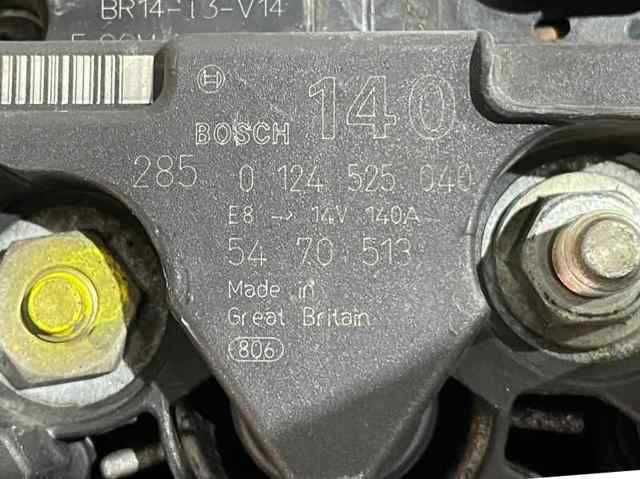 BR14-13-V14
BOSCH 140
285 0 124 525 040
E8 → 14V 140A
54 70 513
Made in
Great Britain
806